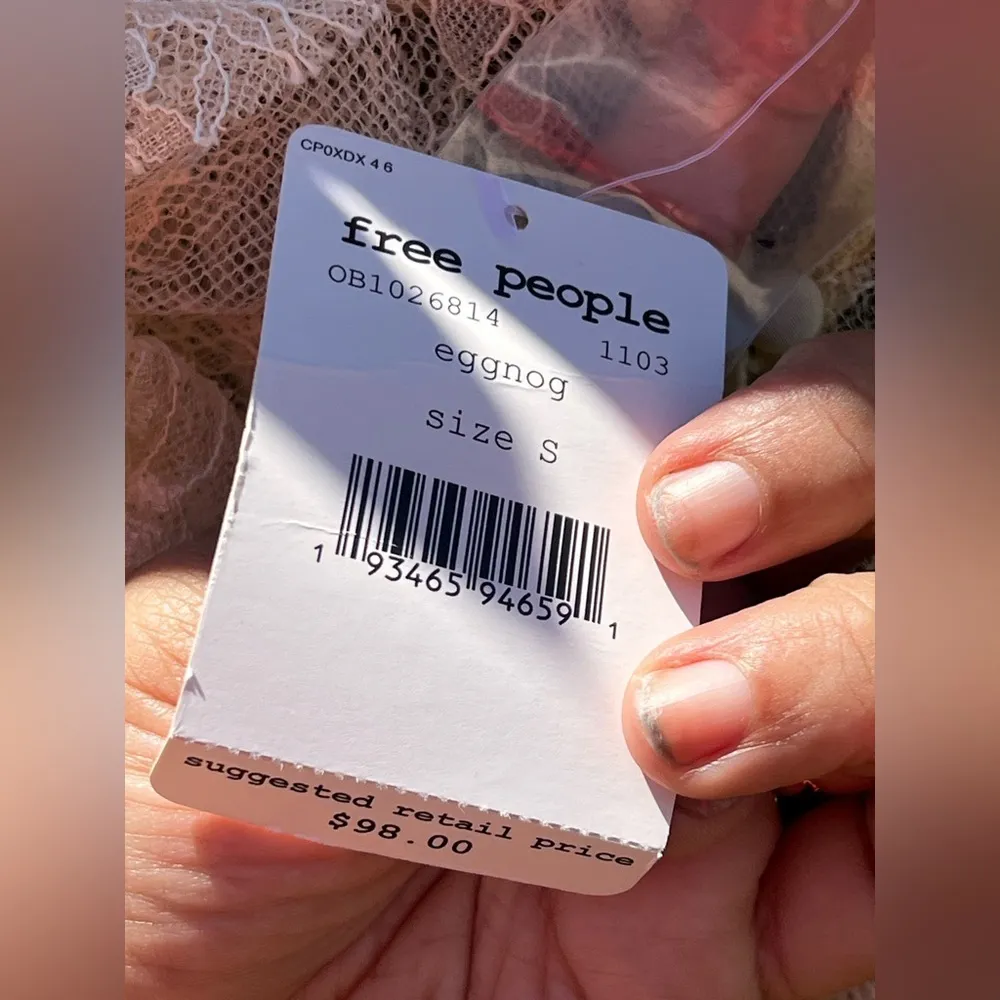 CP0XDX 4 6
free people
OB1026814 1103
eggnog
size S
1 93465 94659 1
suggested retail price
$98.00